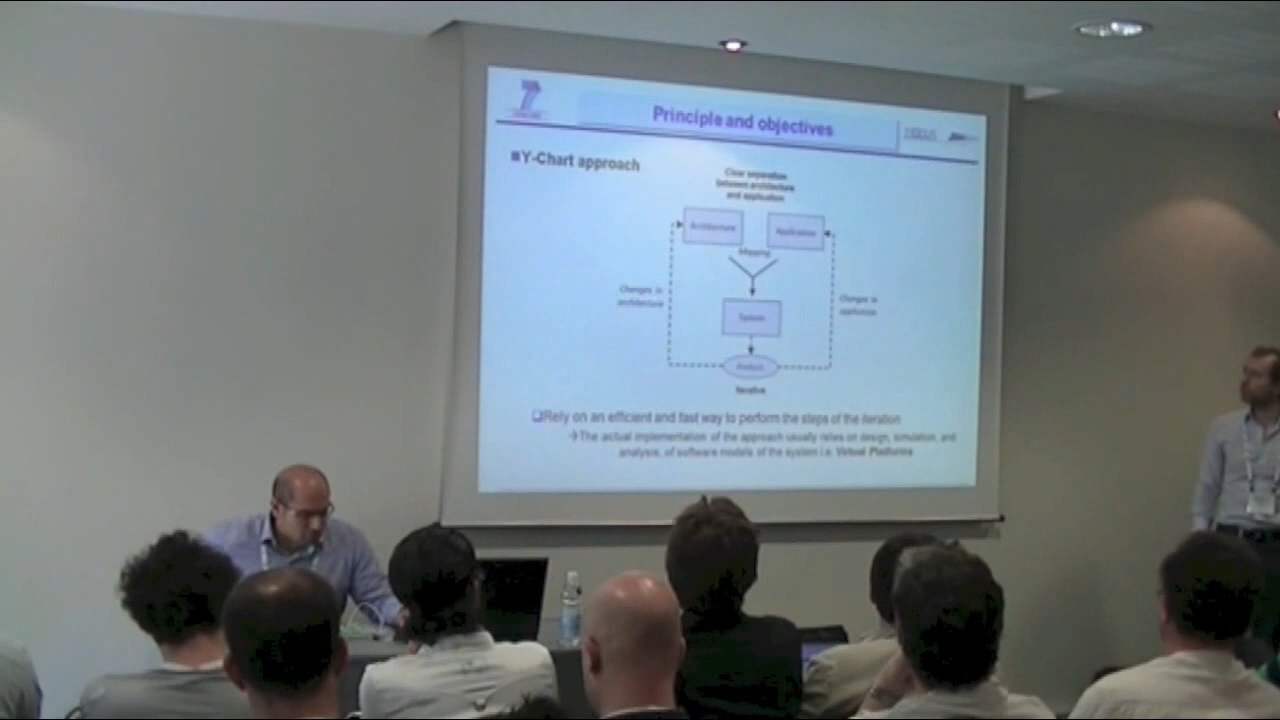 Principle and objectives
Y-Chart approach
Clear separation
between architecture
and application
Architecture
Application
Mapping
Changes in
architecture
System
Changes in
application
Analysis
Iterative
Rely on an efficient and fast way to perform the steps of the iteration
The actual implementation of the approach usually relies on design, simulation, and
analysis, of software models of the system i.e. Virtual Platforms